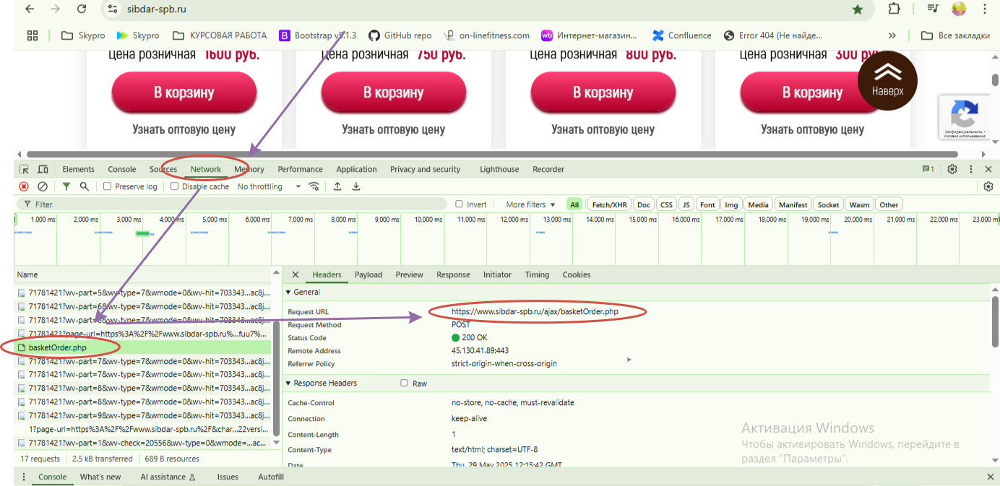 sibdar-spb.ru
Skypro Skypro КУРСОВАЯ РАБОТА B Bootstrap v5.1.3 GitHub repo on-linefitness.com wb Интернет-магазин... Confluence Error 404 (Не найде... » Все закладки
Цена розничная 1600 руб. Цена розничная 750 руб. Цена розничная 800 руб. Цена розничная 300 руб.
В корзину В корзину В корзину В корзину
Наверх
Узнать оптовую цену Узнать оптовую цену Узнать оптовую цену Узнать оптовую цену
Конфиденциальность •
Условия использования
Elements Console Sources Network Memory Performance Application Privacy and security Lighthouse Recorder 1
Preserve log Disable cache No throttling
Filter Invert More filters All Fetch/XHR Doc CSS JS Font Img Media Manifest Socket Wasm Other
1,000 ms 2,000 ms 3,000 ms 4,000 ms 5,000 ms 6,000 ms 7,000 ms 8,000 ms 9,000 ms 10,000 ms 11,000 ms 12,000 ms 13,000 ms 14,000 ms 15,000 ms 16,000 ms 17,000 ms 18,000 ms 19,000 ms 20,000 ms 21,000 ms 22,000 ms 23,000 m
Name
71781421?wv-part=5&wv-type=7&wmode=0&wv-hit=703343...ac8j...
71781421?wv-part=6&wv-type=7&wmode=0&wv-hit=703343...ac8j...
71781421?wv-part=6&wv-type=7&wmode=0&wv-hit=703343...ac8j...
71781421?page-url=https%3A%2F%2Fwww.sibdar-spb.ru%...fuu7%...
basketOrder.php
71781421?wv-part=7&wv-type=7&wmode=0&wv-hit=703343...ac8j...
71781421?wv-part=7&wv-type=7&wmode=0&wv-hit=703343...ac8j...
71781421?wv-part=8&wv-type=7&wmode=0&wv-hit=703343...ac8j...
71781421?wv-part=8&wv-type=7&wmode=0&wv-hit=703343...ac8j...
71781421?wv-part=9&wv-type=7&wmode=0&wv-hit=703343...ac8j...
1?page-url=https%3A%2F%2Fwww.sibdar-spb.ru%2F&char...22versi...
71781421?wv-part=1&wv-check=20556&wv-type=0&wmode=...ac...
17 requests 2.5 kB transferred 689 B resources
Headers Payload Preview Response Initiator Timing Cookies
General
Request URL https://www.sibdar-spb.ru/ajax/basketOrder.php
Request Method POST
Status Code 200 OK
Remote Address 45.130.41.89:443
Referrer Policy strict-origin-when-cross-origin
Response Headers Raw
Cache-Control no-store, no-cache, must-revalidate
Connection keep-alive
Content-Length 1
Content-Type text/html; charset=UTF-8
Date Thu, 29 May 2025 12:15:42 GMT
Активация Windows
Чтобы активировать Windows, перейдите в
раздел "Параметры".
Console What's new AI assistance Issues Autofill